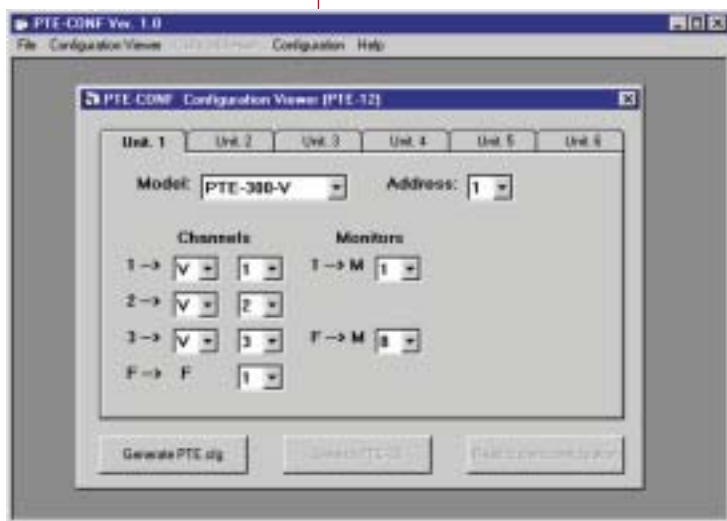 PTE-CONF Ver. 1.0
File Configuration Viewer Configuration Help
PTE-CONF Configuration Viewer (PTE-12)
Unit. 1 Unit. 2 Unit. 3 Unit. 4 Unit. 5 Unit. 6
Model: PTE-300-V Address: 1
Channels Monitors
1 --> V 1 1 --> M 1
2 --> V 2
3 --> V 3 F --> M 8
F --> F 1
Generate PTE.cfg